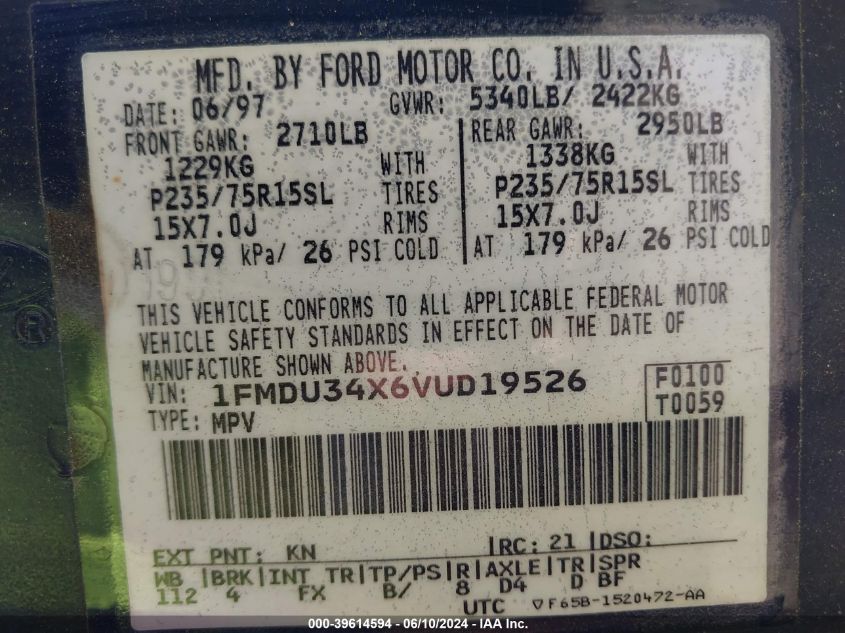 MFD. BY FORD MOTOR CO. IN U.S.A.
DATE: 06/97 GVWR: 5340LB/ 2422KG
FRONT GAWR: 2710LB REAR GAWR: 2950LB
1229KG WITH 1338KG WITH
P235/75R15SL TIRES P235/75R15SL TIRES
15X7.0J RIMS 15X7.0J RIMS
AT 179 kPa/ 26 PSI COLD AT 179 kPa/ 26 PSI COLD
THIS VEHICLE CONFORMS TO ALL APPLICABLE FEDERAL MOTOR
VEHICLE SAFETY STANDARDS IN EFFECT ON THE DATE OF
MANUFACTURE SHOWN ABOVE.
VIN: 1FMDU34X6VUD19526 F0100
TYPE: MPV T0059
EXT PNT: KN RC: 21 DSO:
WB BRK INT TR TP/PS R AXLE TR SPR
112 4 FX B/ 8 D4 D BF
UTC ▽F65B-1520472-AA
000-39614594 - 06/10/2024 - IAAI.com